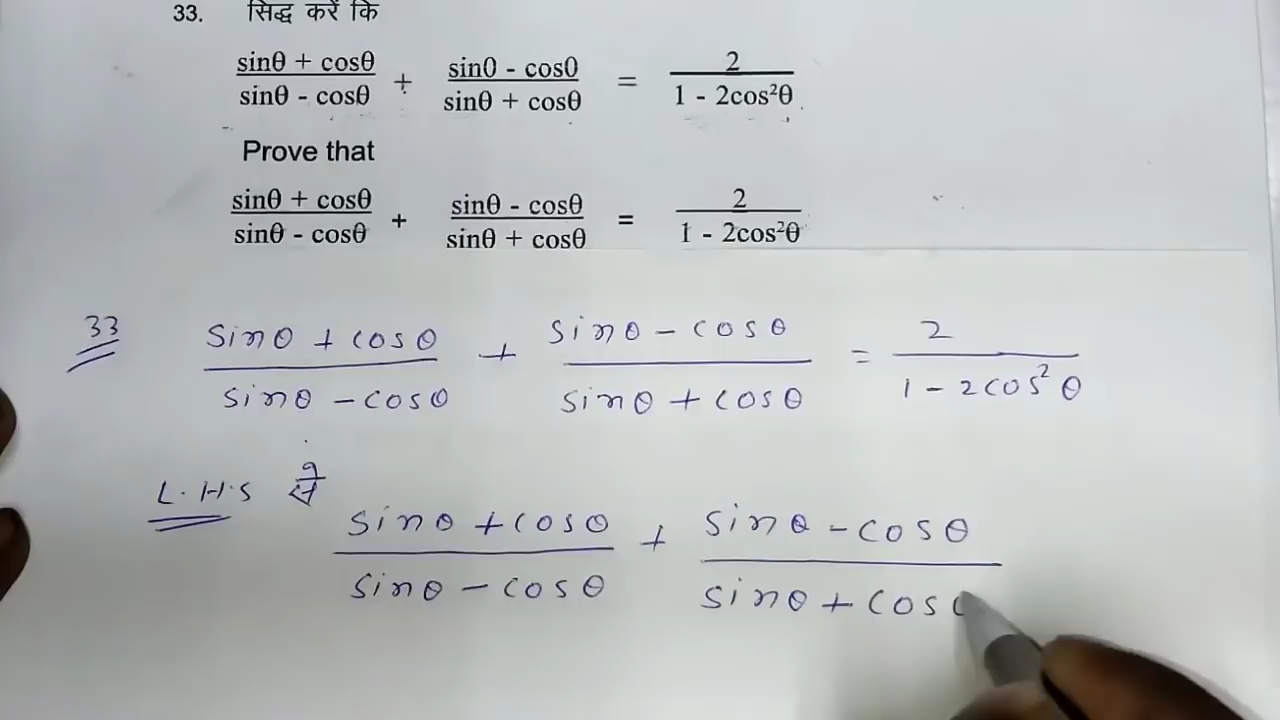 33. सिद्ध करें कि
sinθ + cosθ / sinθ - cosθ + sinθ - cosθ / sinθ + cosθ = 2 / 1 - 2cos²θ
Prove that
sinθ + cosθ / sinθ - cosθ + sinθ - cosθ / sinθ + cosθ = 2 / 1 - 2cos²θ
33 sinθ + cosθ / sinθ - cosθ + sinθ - cosθ / sinθ + cosθ = 2 / 1 - 2cos²θ
L.H.S से
sinθ + cosθ / sinθ - cosθ + sinθ - cosθ / sinθ + cos